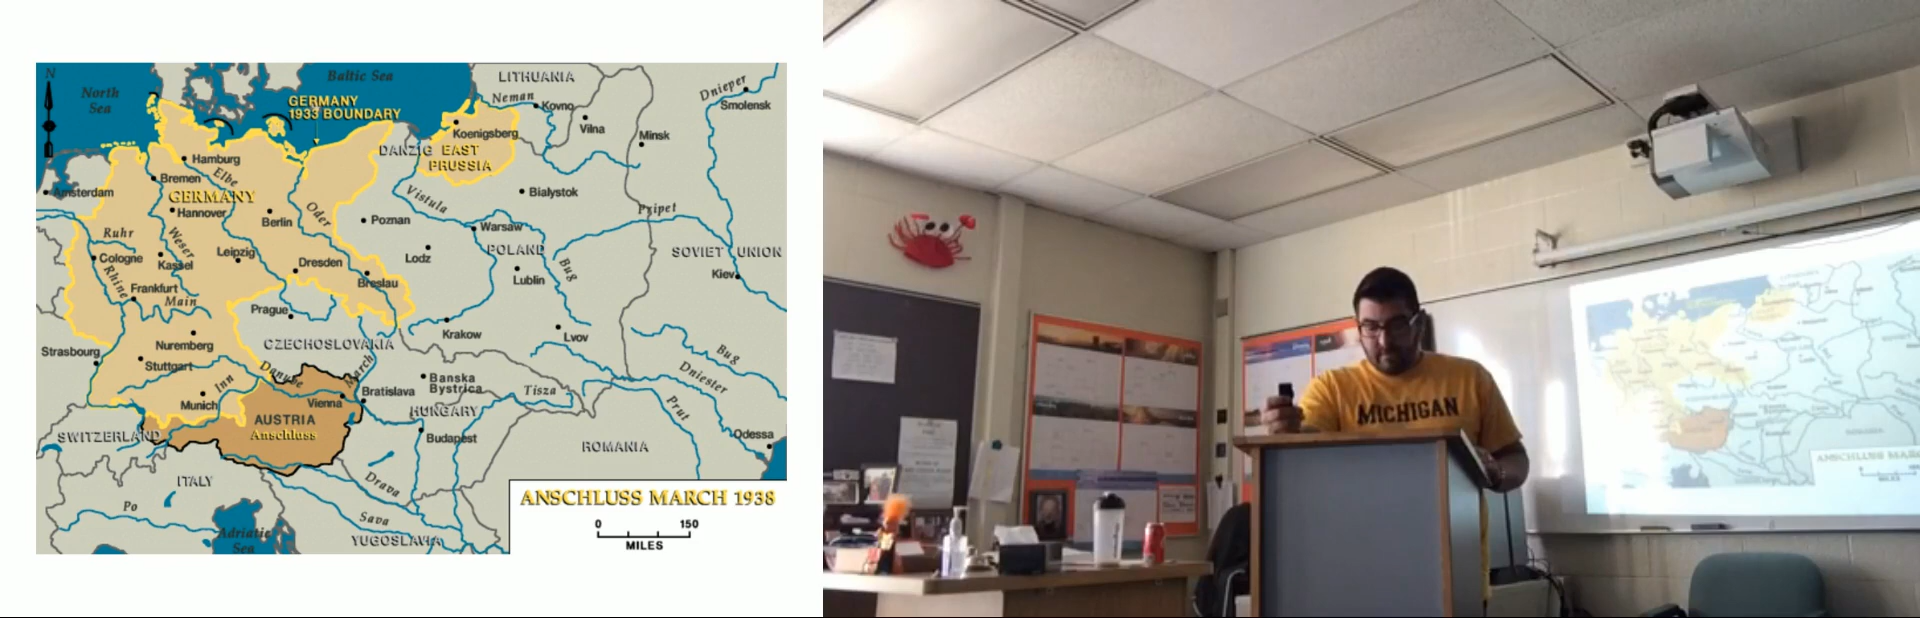 N
North
Sea
Baltic Sea
LITHUANIA
Dnieper
Smolensk
GERMANY
1933 BOUNDARY
Neman
Kovno
Vilna
Minsk
Koenigsberg
DANZIG
EAST
PRUSSIA
Hamburg
Bremen
Elbe
Amsterdam
GERMANY
Hannover
Berlin
Oder
Poznan
Vistula
Bialystok
Pripet
Warsaw
POLAND
SOVIET UNION
Ruhr
Weser
Cologne
Kassel
Leipzig
Dresden
Lodz
Lublin
Bug
Kiev
Rhine
Frankfurt
Main
Breslau
Prague
Krakow
Lvov
Nuremberg
CZECHOSLOVAKIA
Strasbourg
Stuttgart
Danube
March
Bug
Dniester
Inn
Munich
Vienna
Bratislava
Banska
Bystrica
Tisza
Prut
AUSTRIA
Anschluss
HUNGARY
SWITZERLAND
Budapest
ROMANIA
Odessa
ITALY
Drava
Po
Sava
Adriatic
Sea
YUGOSLAVIA
ANSCHLUSS MARCH 1938
0 150
MILES
MICHIGAN
ANSCHLUSS MARC
MILES